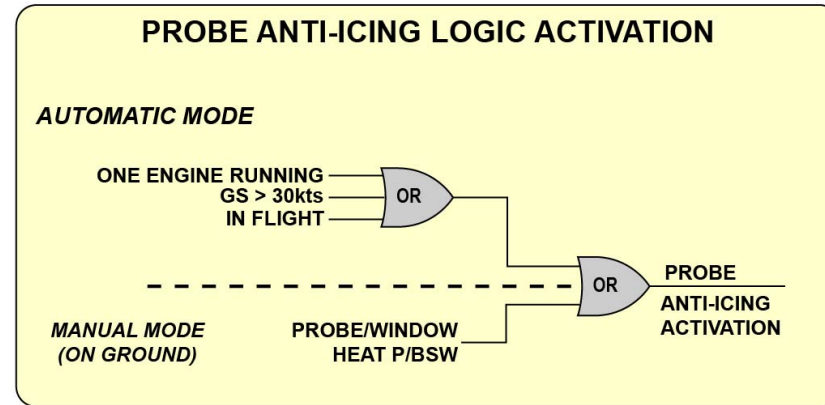 PROBE ANTI-ICING LOGIC ACTIVATION
AUTOMATIC MODE
ONE ENGINE RUNNING
GS > 30kts
IN FLIGHT
OR
OR
PROBE
ANTI-ICING
ACTIVATION
MANUAL MODE
(ON GROUND)
PROBE/WINDOW
HEAT P/BSW